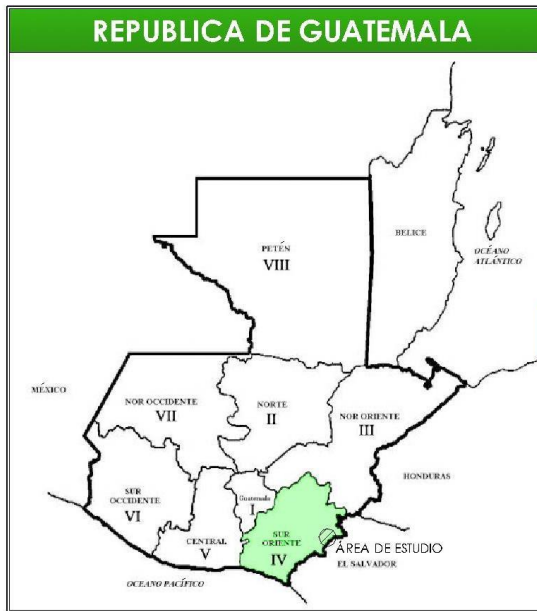 REPUBLICA DE GUATEMALA
PETÉN
VIII
BELICE
OCÉANO
ATLÁNTICO
MÉXICO
NOR OCCIDENTE
VII
NORTE
II
NOR ORIENTE
III
HONDURAS
SUR
OCCIDENTE
VI
Guatemala
I
CENTRAL
V
SUR
ORIENTE
IV
ÁREA DE ESTUDIO
EL SALVADOR
OCEANO PACÍFICO